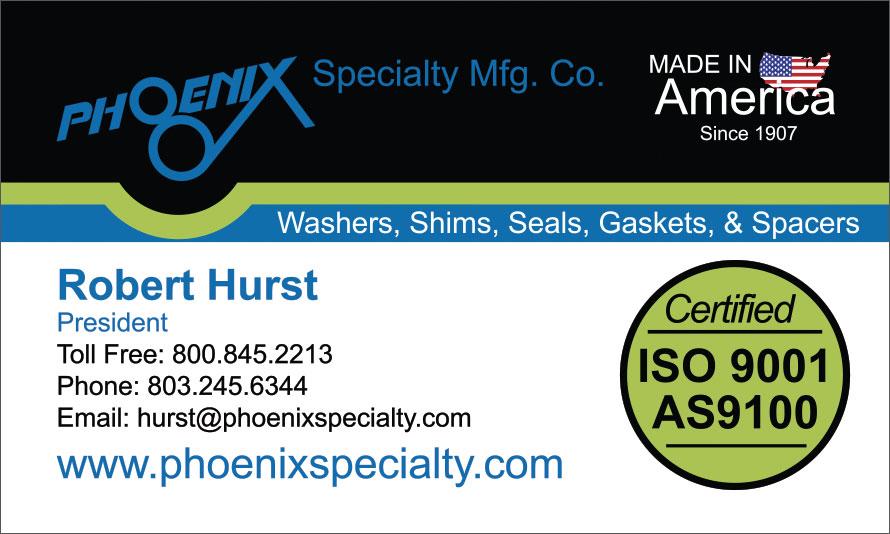 PHOENIX Specialty Mfg. Co.
MADE IN
America
Since 1907
Washers, Shims, Seals, Gaskets, & Spacers
Robert Hurst
President
Toll Free: 800.845.2213
Phone: 803.245.6344
Email: hurst@phoenixspecialty.com
www.phoenixspecialty.com
Certified
ISO 9001
AS9100